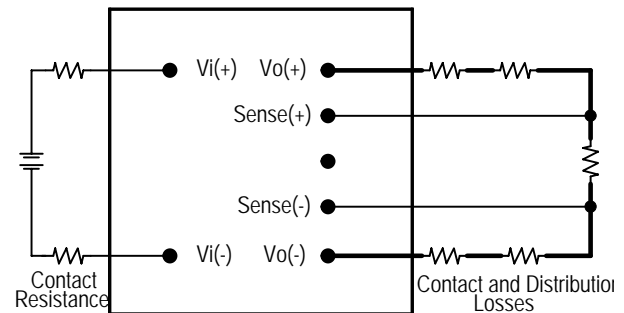 Vi(+) Vo(+)
Sense(+)
Sense(-)
Vi(-) Vo(-)
Contact
Resistance
Contact and Distribution
Losses